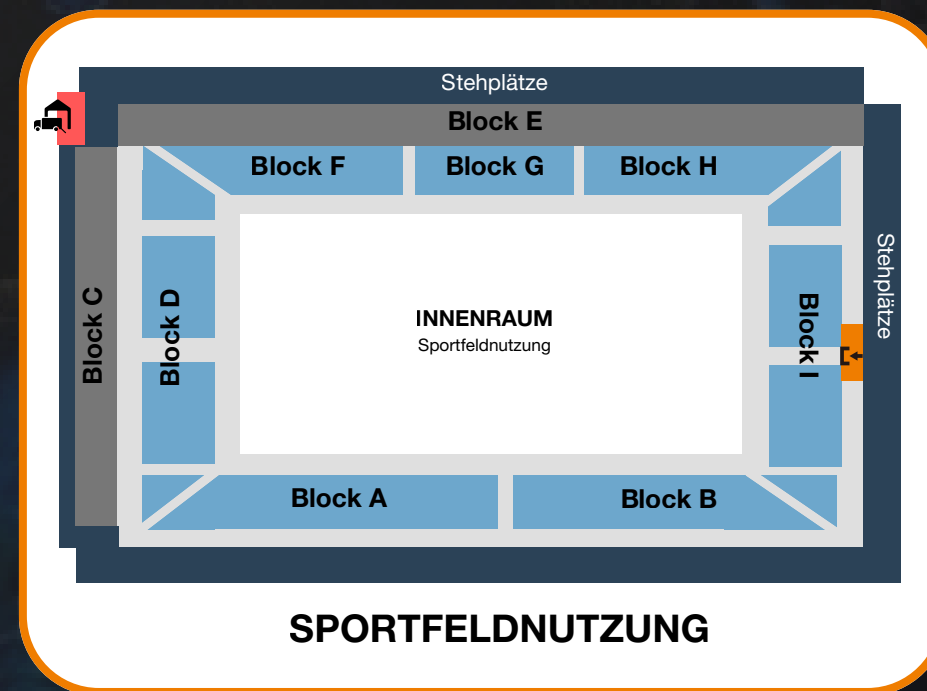 Stehplätze
Block E
Block F
Block G
Block H
Block C
Block D
INNENRAUM
Sportfeldnutzung
Block I
Stehplätze
Block A
Block B
SPORTFELDNUTZUNG